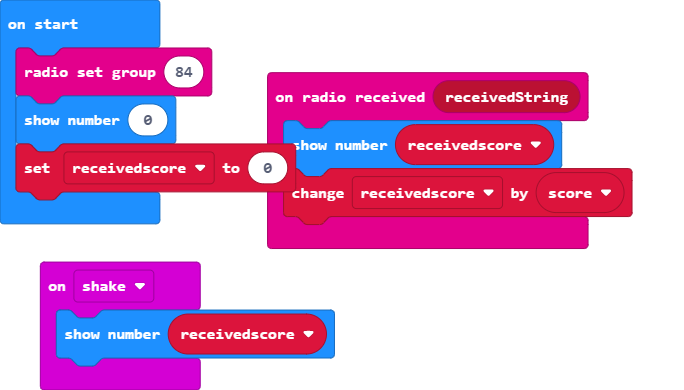 on start
radio set group 84
show number 0
set receivedscore to 0
on radio received receivedString
show number receivedscore
change receivedscore by score
on shake
show number receivedscore